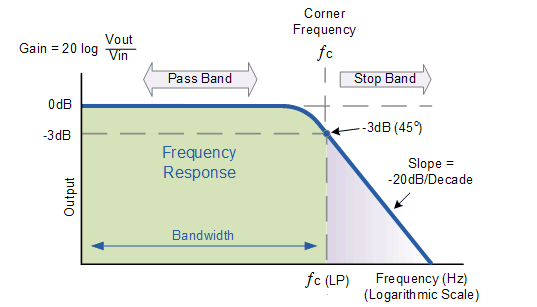 Corner
Frequency
fc
Gain = 20 log Vout
Vin
Pass Band
Stop Band
0dB
-3dB
-3dB (45°)
Frequency
Response
Slope =
-20dB/Decade
Output
Bandwidth
fc (LP)
Frequency (Hz)
(Logarithmic Scale)